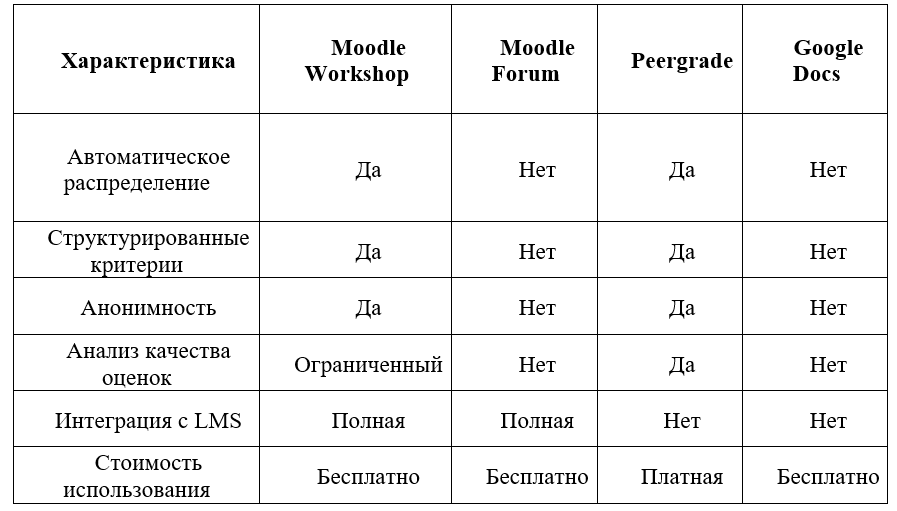 Характеристика
Moodle
Workshop
Moodle
Forum
Peergrade
Google
Docs
Автоматическое
распределение
Да
Нет
Да
Нет
Структурированные
критерии
Да
Нет
Да
Нет
Анонимность
Да
Нет
Да
Нет
Анализ качества
оценок
Ограниченный
Нет
Да
Нет
Интеграция с LMS
Полная
Полная
Нет
Нет
Стоимость
использования
Бесплатно
Бесплатно
Платная
Бесплатно